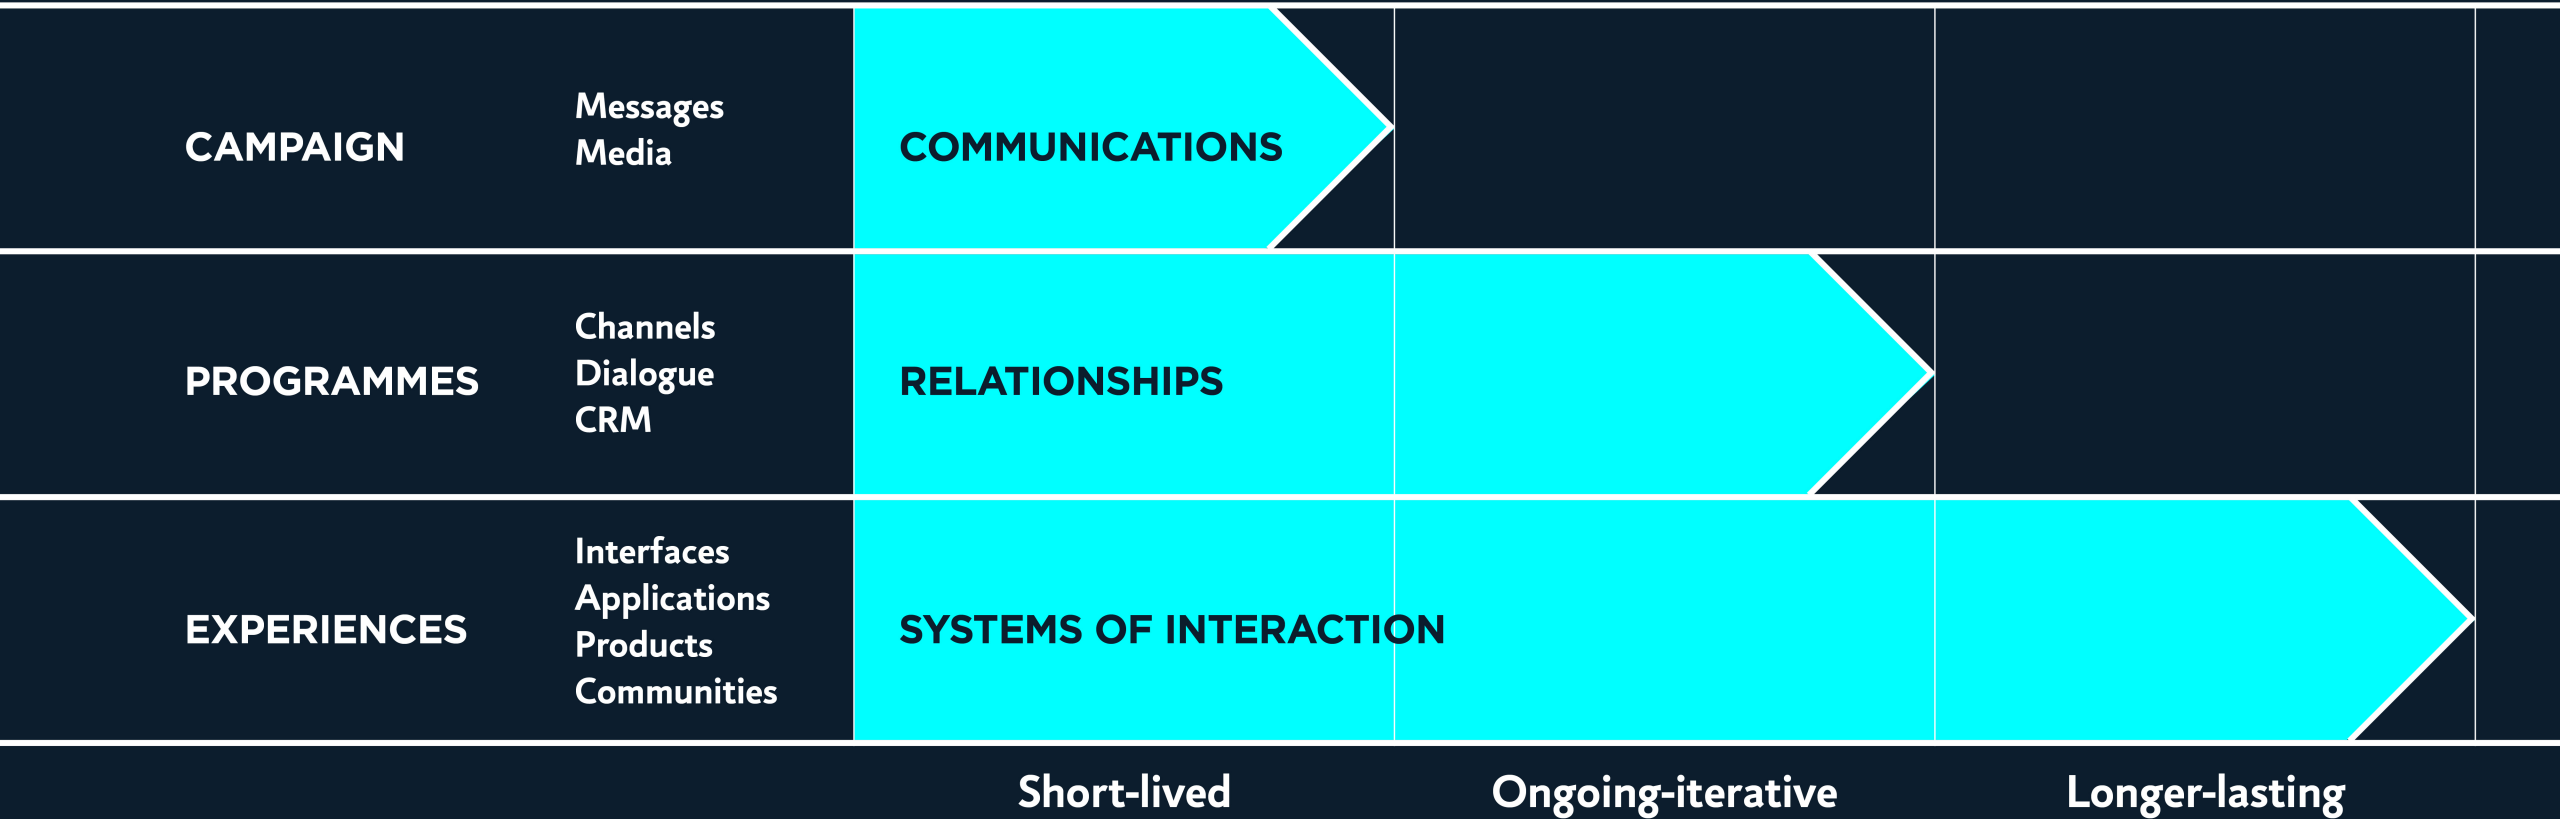 CAMPAIGN
Messages
Media
COMMUNICATIONS
PROGRAMMES
Channels
Dialogue
CRM
RELATIONSHIPS
EXPERIENCES
Interfaces
Applications
Products
Communities
SYSTEMS OF INTERACTION
Short-lived
Ongoing-iterative
Longer-lasting